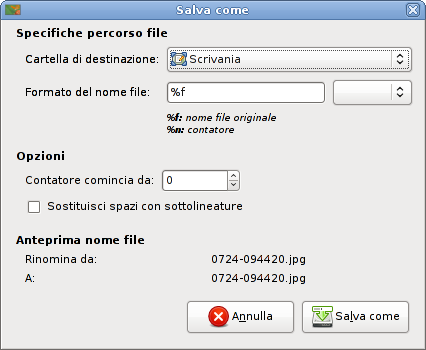 Salva come
Specifiche percorso file
Cartella di destinazione: Scrivania
Formato del nome file: %f
%f: nome file originale
%n: contatore
Opzioni
Contatore comincia da: 0
Sostituisci spazi con sottolineature
Anteprima nome file
Rinomina da: 0724-094420.jpg
A: 0724-094420.jpg
Annulla Salva come